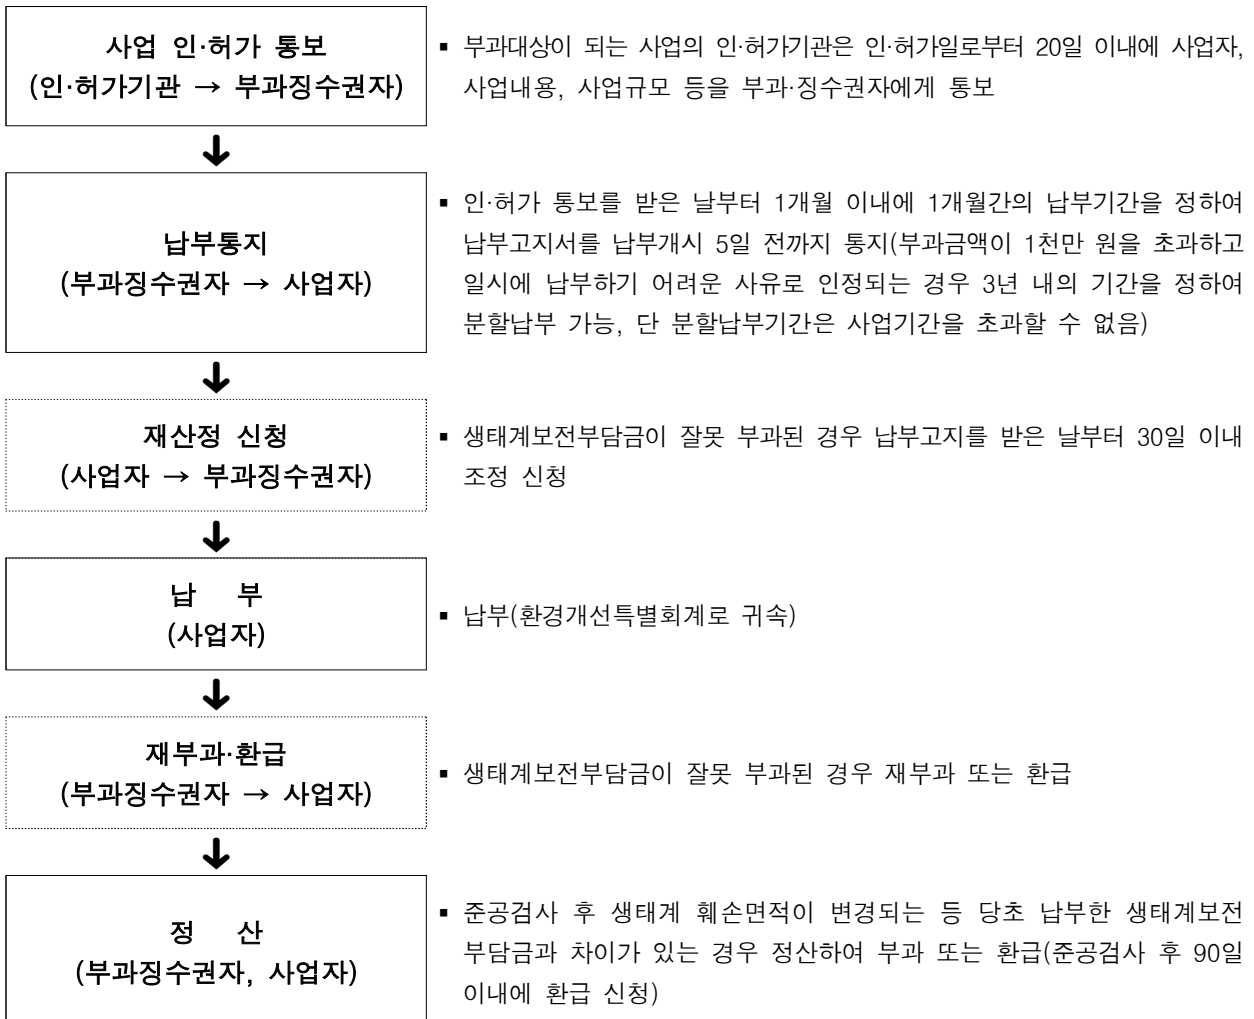 사업 인·허가 통보
(인·허가기관 → 부과징수권자)
▪ 부과대상이 되는 사업의 인·허가기관은 인·허가일로부터 20일 이내에 사업자,
사업내용, 사업규모 등을 부과·징수권자에게 통보
납부통지
(부과징수권자 → 사업자)
▪ 인·허가 통보를 받은 날부터 1개월 이내에 1개월간의 납부기간을 정하여
납부고지서를 납부개시 5일 전까지 통지(부과금액이 1천만 원을 초과하고
일시에 납부하기 어려운 사유로 인정되는 경우 3년 내의 기간을 정하여
분할납부 가능, 단 분할납부기간은 사업기간을 초과할 수 없음)
재산정 신청
(사업자 → 부과징수권자)
▪ 생태계보전부담금이 잘못 부과된 경우 납부고지를 받은 날부터 30일 이내
조정 신청
납 부
(사업자)
▪ 납부(환경개선특별회계로 귀속)
재부과·환급
(부과징수권자 → 사업자)
▪ 생태계보전부담금이 잘못 부과된 경우 재부과 또는 환급
정 산
(부과징수권자, 사업자)
▪ 준공검사 후 생태계 훼손면적이 변경되는 등 당초 납부한 생태계보전
부담금과 차이가 있는 경우 정산하여 부과 또는 환급(준공검사 후 90일
이내에 환급 신청)